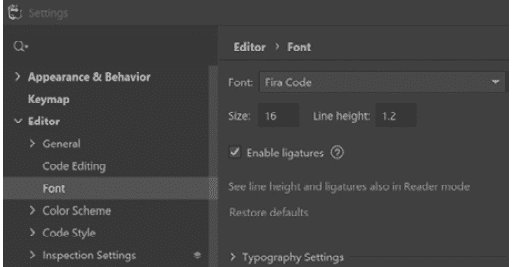 Settings
Appearance & Behavior
Keymap
Editor
General
Code Editing
Font
Color Scheme
Code Style
Inspection Settings
Editor › Font
Font: Fira Code
Size: 16 Line height: 1.2
Enable ligatures ?
See line height and ligatures also in Reader mode
Restore defaults
Typography Settings